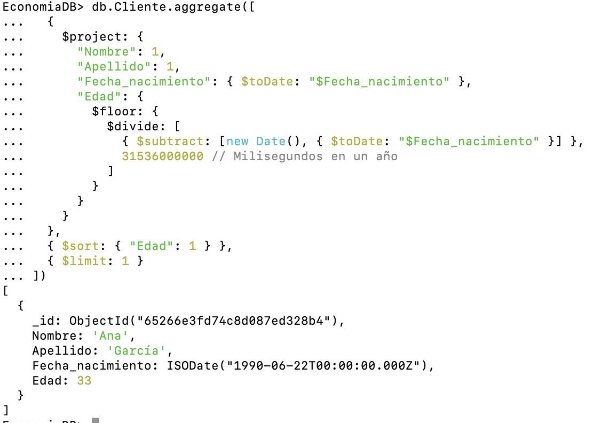 EconomiaDB> db.Cliente.aggregate([
...   {
...     $project: {
...       "Nombre": 1,
...       "Apellido": 1,
...       "Fecha_nacimiento": { $toDate: "$Fecha_nacimiento" },
...       "Edad": {
...         $floor: {
...           $divide: [
...             { $subtract: [new Date(), { $toDate: "$Fecha_nacimiento" }] },
...             31536000000 // Milisegundos en un año
...           ]
...         }
...       }
...     }
...   },
...   { $sort: { "Edad": 1 } },
...   { $limit: 1 }
... ])
[
  {
    _id: ObjectId("65266e3fd74c8d087ed328b4"),
    Nombre: 'Ana',
    Apellido: 'García',
    Fecha_nacimiento: ISODate("1990-06-22T00:00:00.000Z"),
    Edad: 33
  }
]
EconomiaDB>